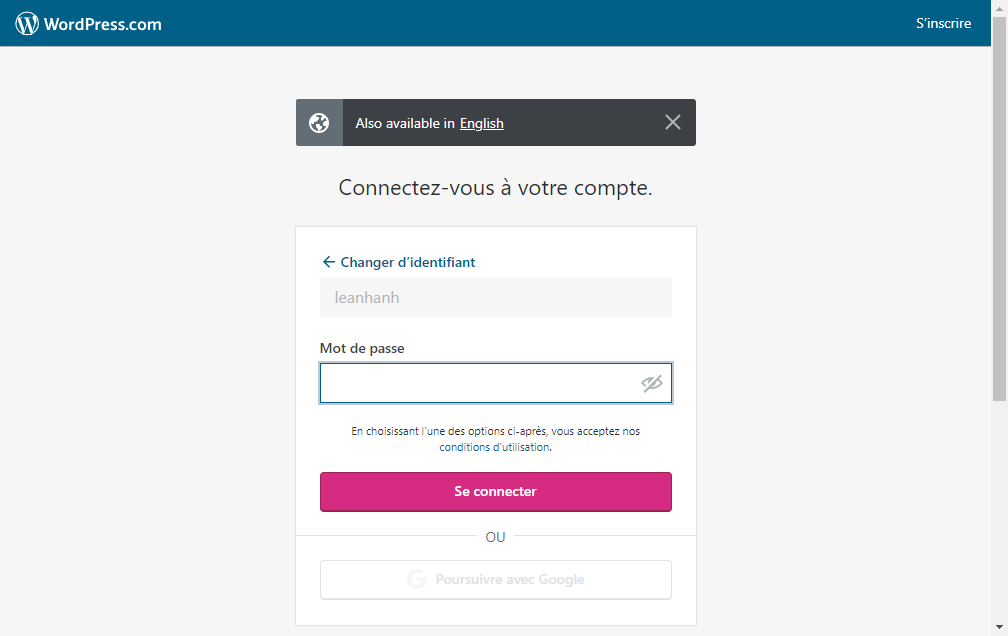 WordPress.com
S'inscrire
Also available in English
Connectez-vous à votre compte.
← Changer d'identifiant
leanhanh
Mot de passe
En choisissant l'une des options ci-après, vous acceptez nos
conditions d'utilisation.
Se connecter
OU
Poursuivre avec Google